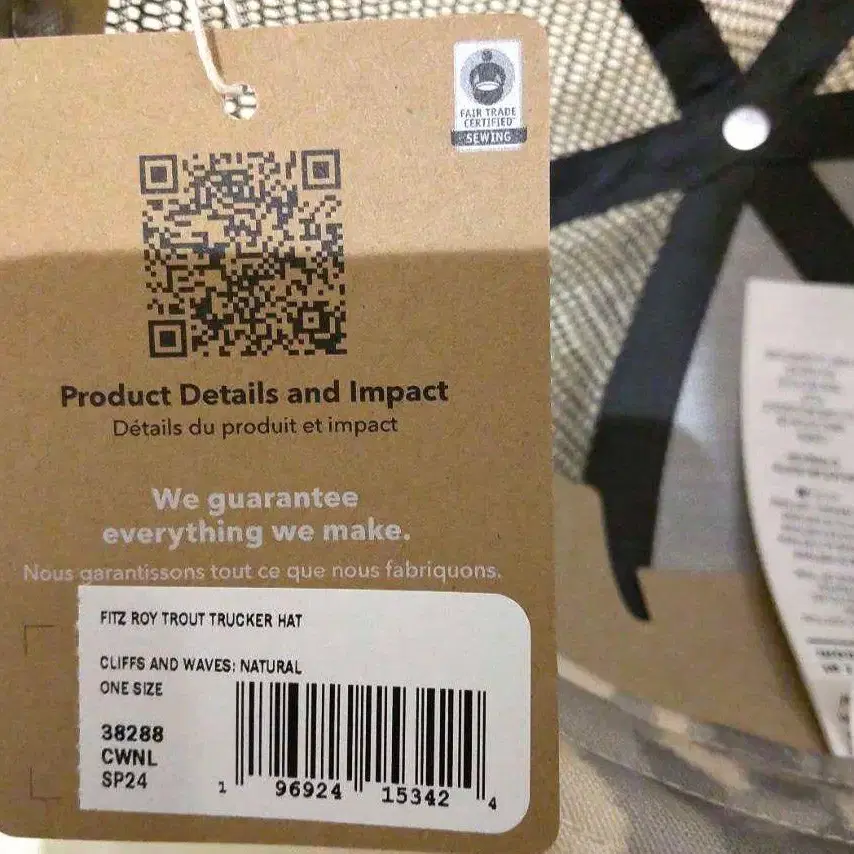 FAIR TRADE
CERTIFIED
SEWING
Product Details and Impact
Détails du produit et impact
We guarantee
everything we make.
Nous garantissons tout ce que nous fabriquons.
FITZ ROY TROUT TRUCKER HAT
CLIFFS AND WAVES: NATURAL
ONE SIZE
38288
CWNL
SP24
1 96924 15342 4